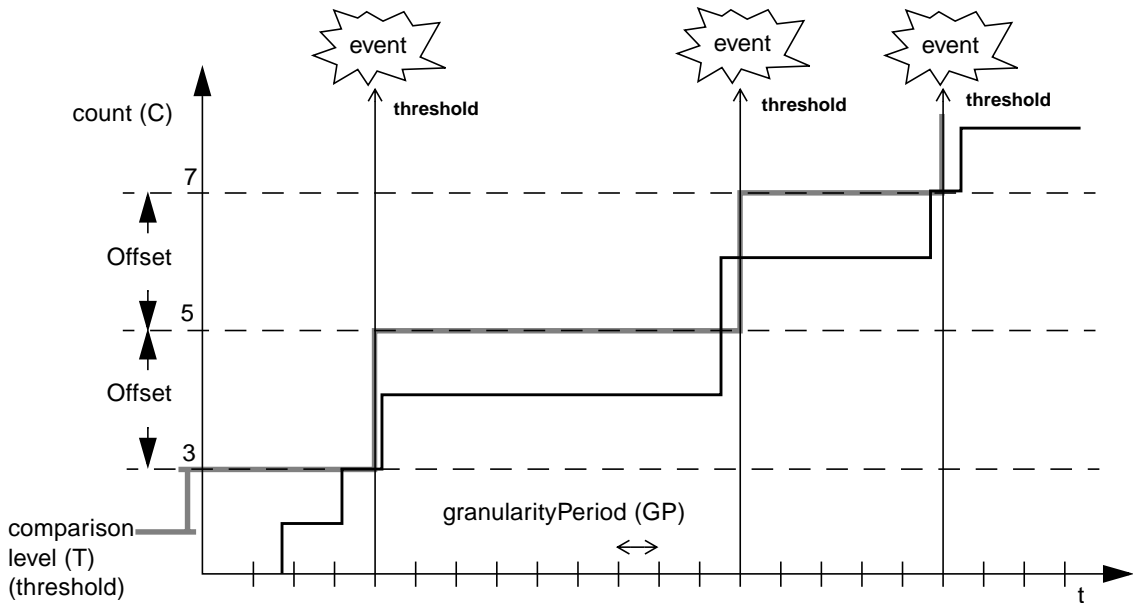 event
event
event
threshold
threshold
threshold
count (C)
7
Offset
5
Offset
3
granularityPeriod (GP)
comparison
level (T)
(threshold)
t